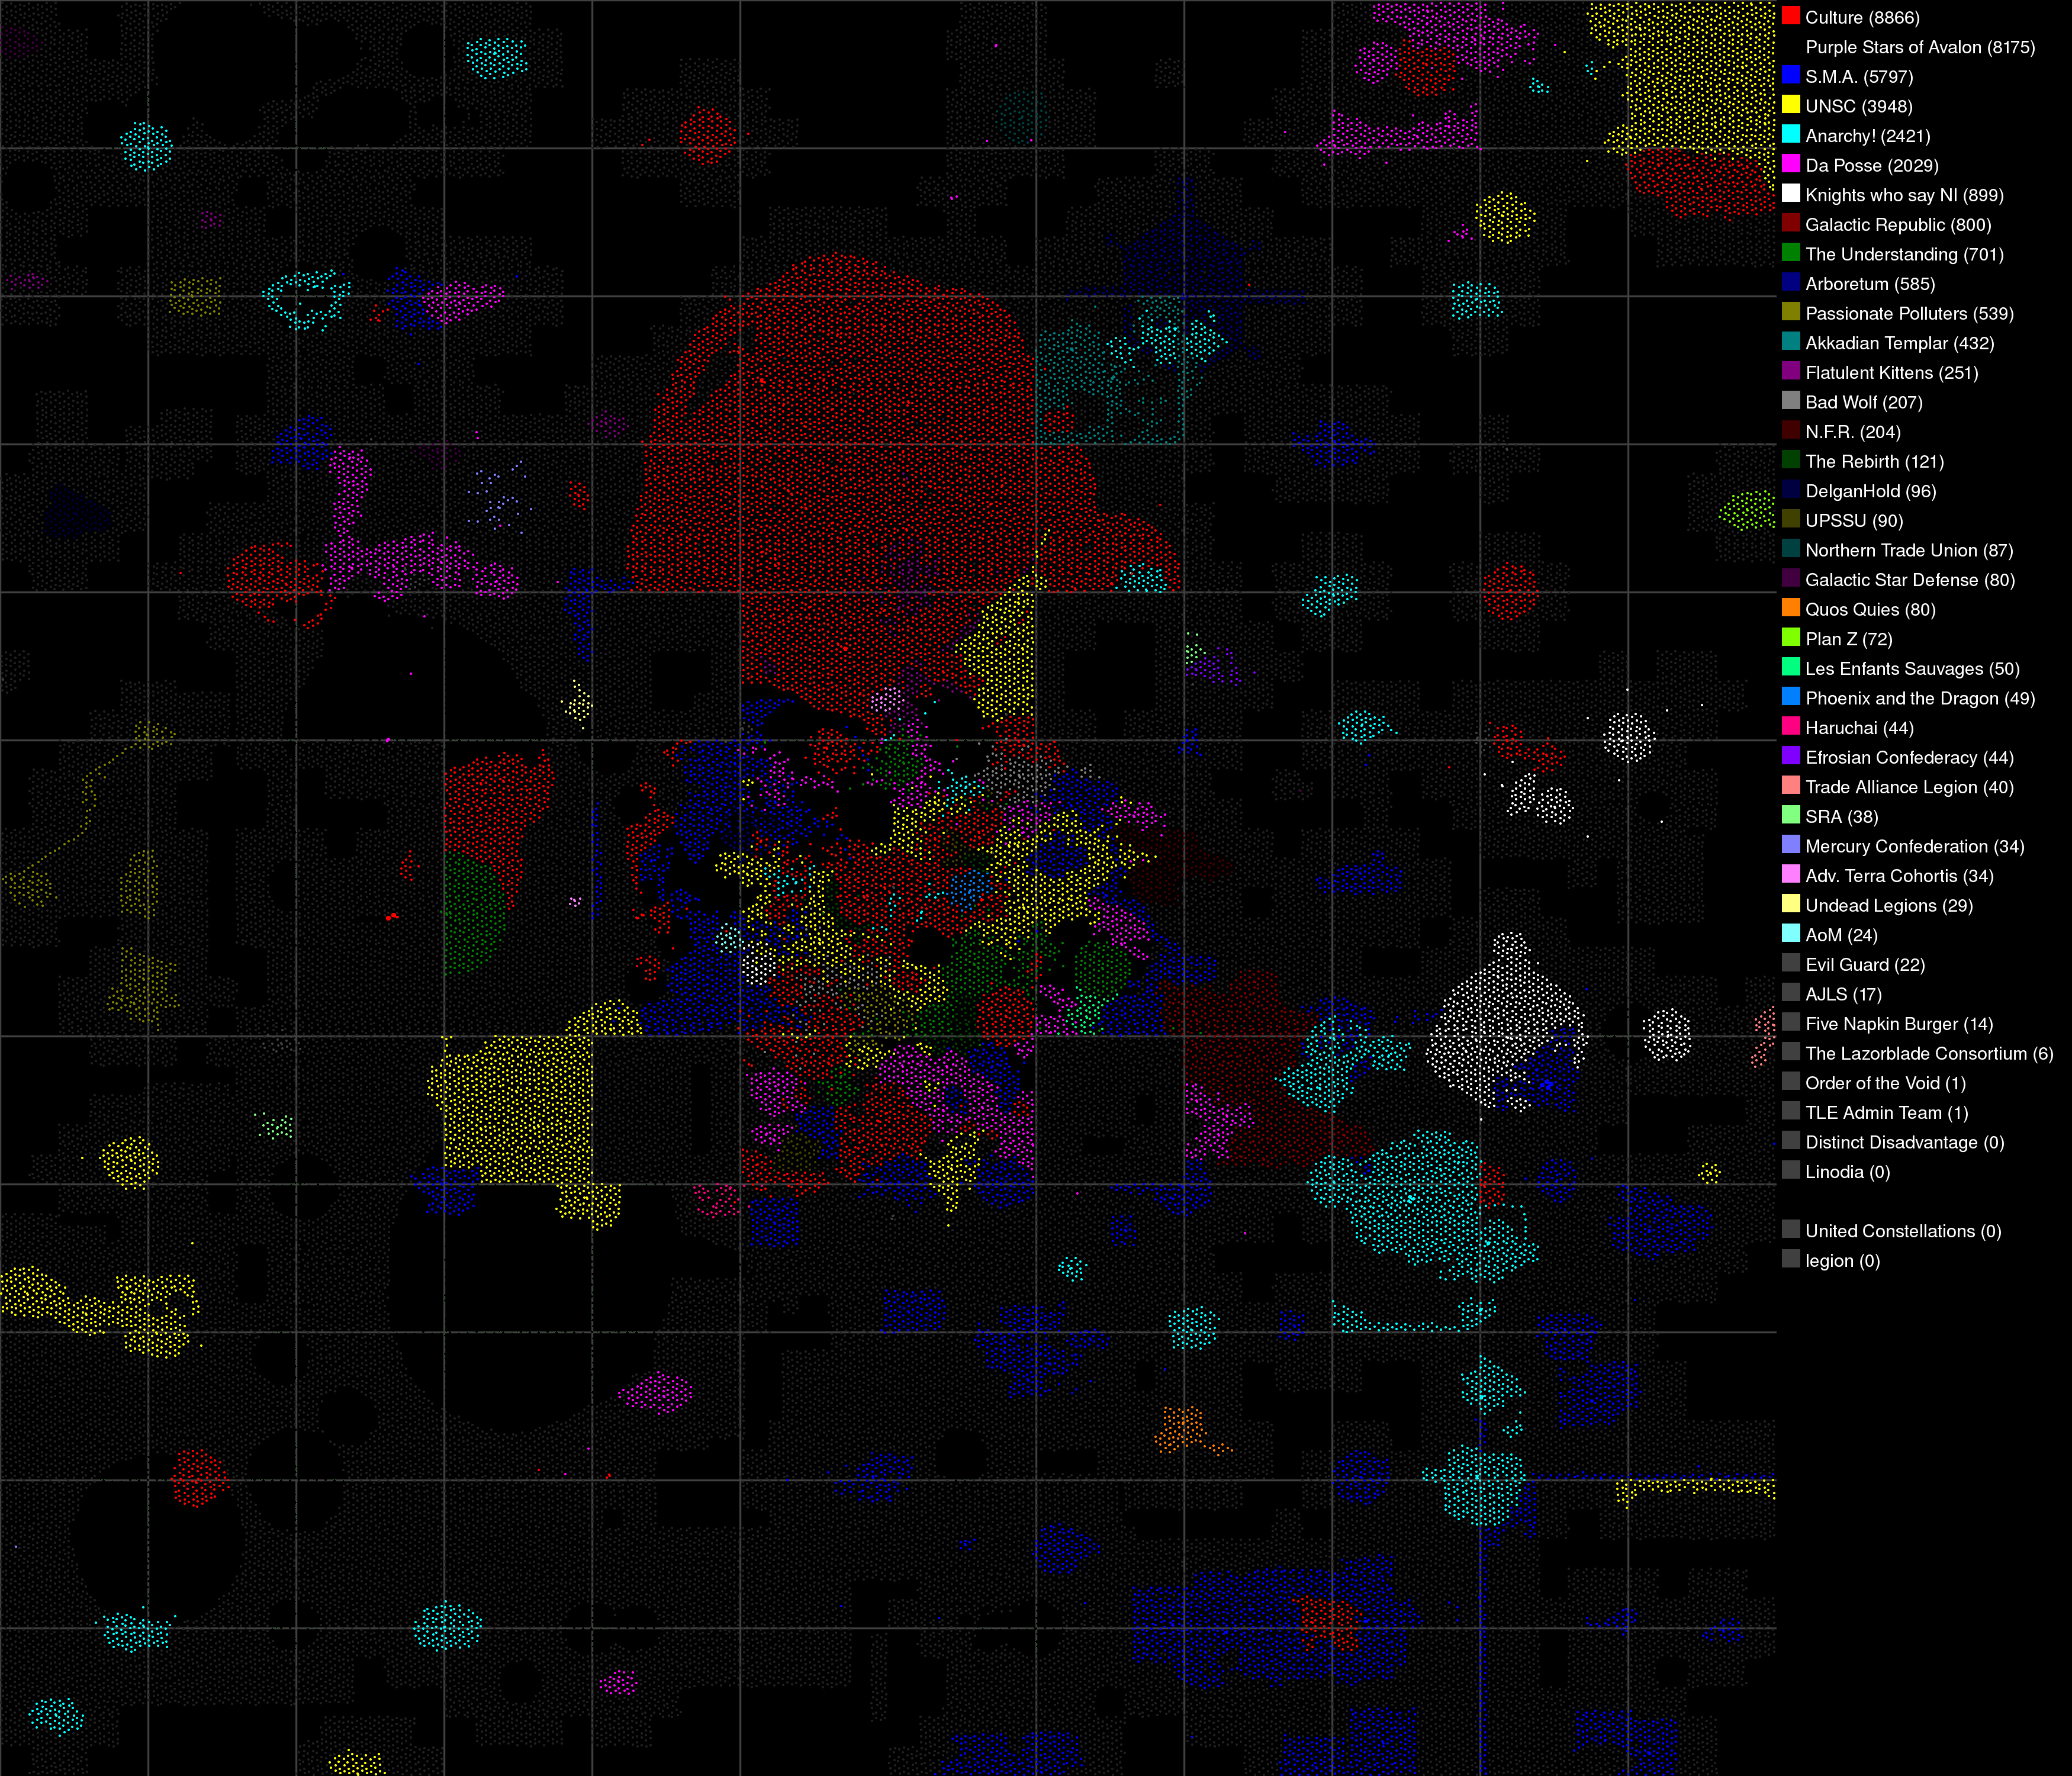 Culture (8866)
Purple Stars of Avalon (8175)
S.M.A. (5797)
UNSC (3948)
Anarchy! (2421)
Da Posse (2029)
Knights who say NI (899)
Galactic Republic (800)
The Understanding (701)
Arboretum (585)
Passionate Polluters (539)
Akkadian Templar (432)
Flatulent Kittens (251)
Bad Wolf (207)
N.F.R. (204)
The Rebirth (121)
DelganHold (96)
UPSSU (90)
Northern Trade Union (87)
Galactic Star Defense (80)
Quos Quies (80)
Plan Z (72)
Les Enfants Sauvages (50)
Phoenix and the Dragon (49)
Haruchai (44)
Efrosian Confederacy (44)
Trade Alliance Legion (40)
SRA (38)
Mercury Confederation (34)
Adv. Terra Cohortis (34)
Undead Legions (29)
AoM (24)
Evil Guard (22)
AJLS (17)
Five Napkin Burger (14)
The Lazorblade Consortium (6)
Order of the Void (1)
TLE Admin Team (1)
Distinct Disadvantage (0)
Linodia (0)
United Constellations (0)
legion (0)